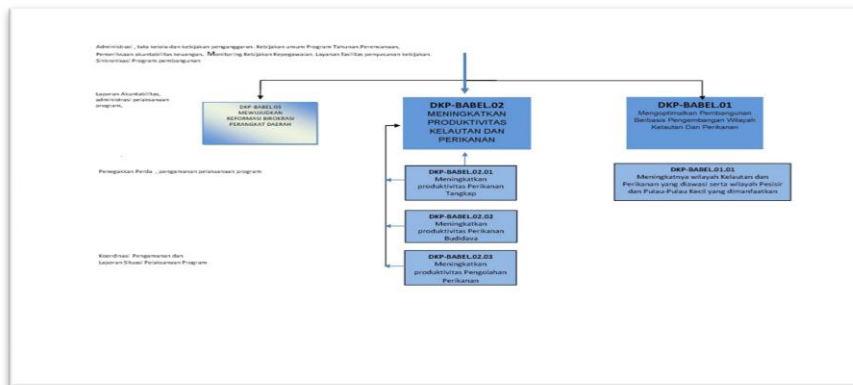 Administrasi , tata kelola dan kebijakan penganggaran. Kebijakan umum Program Tahunan Perencanaan,
Pemeriksaan akuntabilitas keuangan, Monitoring Kebijakan Kepegawaian. Layanan fasilitas penyusunan kebijakan.
Sinkronisasi Program pembangunan
Laporan Akuntabilitas,
administrasi pelaksanaan
program,
DKP-BABEL.03
MEWUJUDKAN
REFORMASI BIROKRASI
PERANGKAT DAERAH
DKP-BABEL.02
MENINGKATKAN
PRODUKTIVITAS
KELAUTAN DAN
PERIKANAN
DKP-BABEL.01
Mengoptimalkan Pembangunan
Berbasis Pengembangan Wilayah
Kelautan Dan Perikanan
Penegakkan Perda , pengamanan pelaksanaan program
DKP-BABEL.02.01
Meningkatkan
produktivitas Perikanan
Tangkap
DKP-BABEL.01.01
Meningkatnya wilayah Kelautan dan
Perikanan yang diawasi serta wilayah Pesisir
dan Pulau-Pulau Kecil yang dimanfaatkan
DKP-BABEL.02.02
Meningkatkan
produktivitas Perikanan
Budidaya
Koordinasi Pengamanan dan
Laporan Situasi Pelaksanaan Program
DKP-BABEL.02.03
Meningkatkan
produktivitas Pengolahan
Perikanan